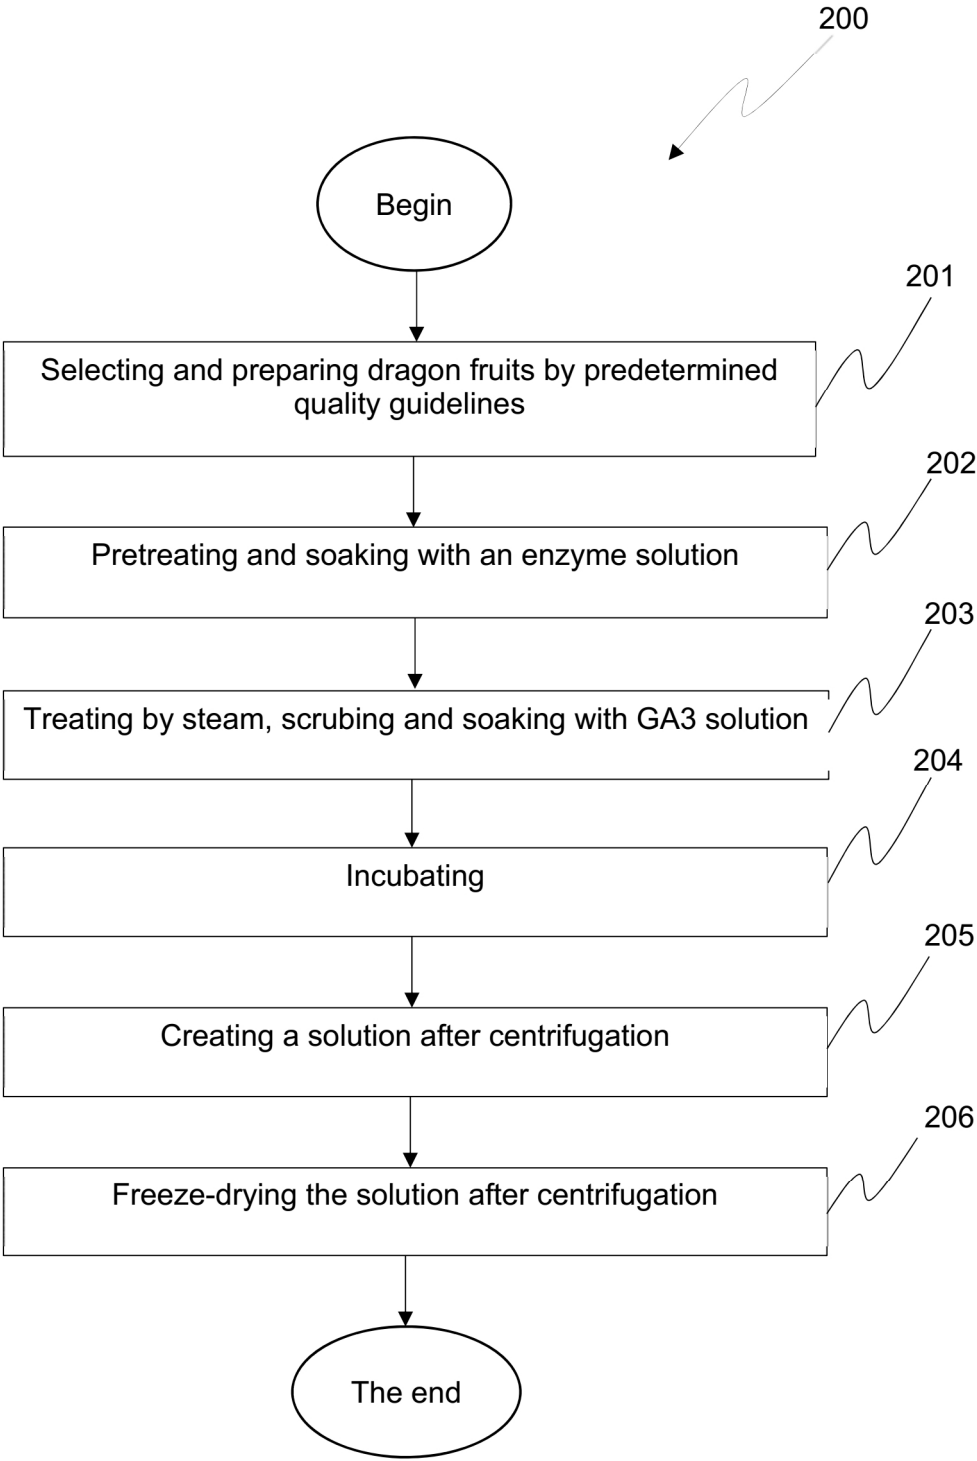 200
Begin
201
Selecting and preparing dragon fruits by predetermined
quality guidelines
202
Pretreating and soaking with an enzyme solution
203
Treating by steam, scrubing and soaking with GA3 solution
204
Incubating
205
Creating a solution after centrifugation
206
Freeze-drying the solution after centrifugation
The end